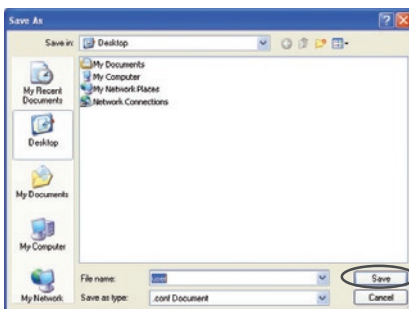 Save As
Save in:
Desktop
My Documents
My Computer
My Network Places
Network Connections
My Recent
Documents
Desktop
My Documents
My Computer
My Network
File name:
user
Save
Save as type:
.conf Document
Cancel